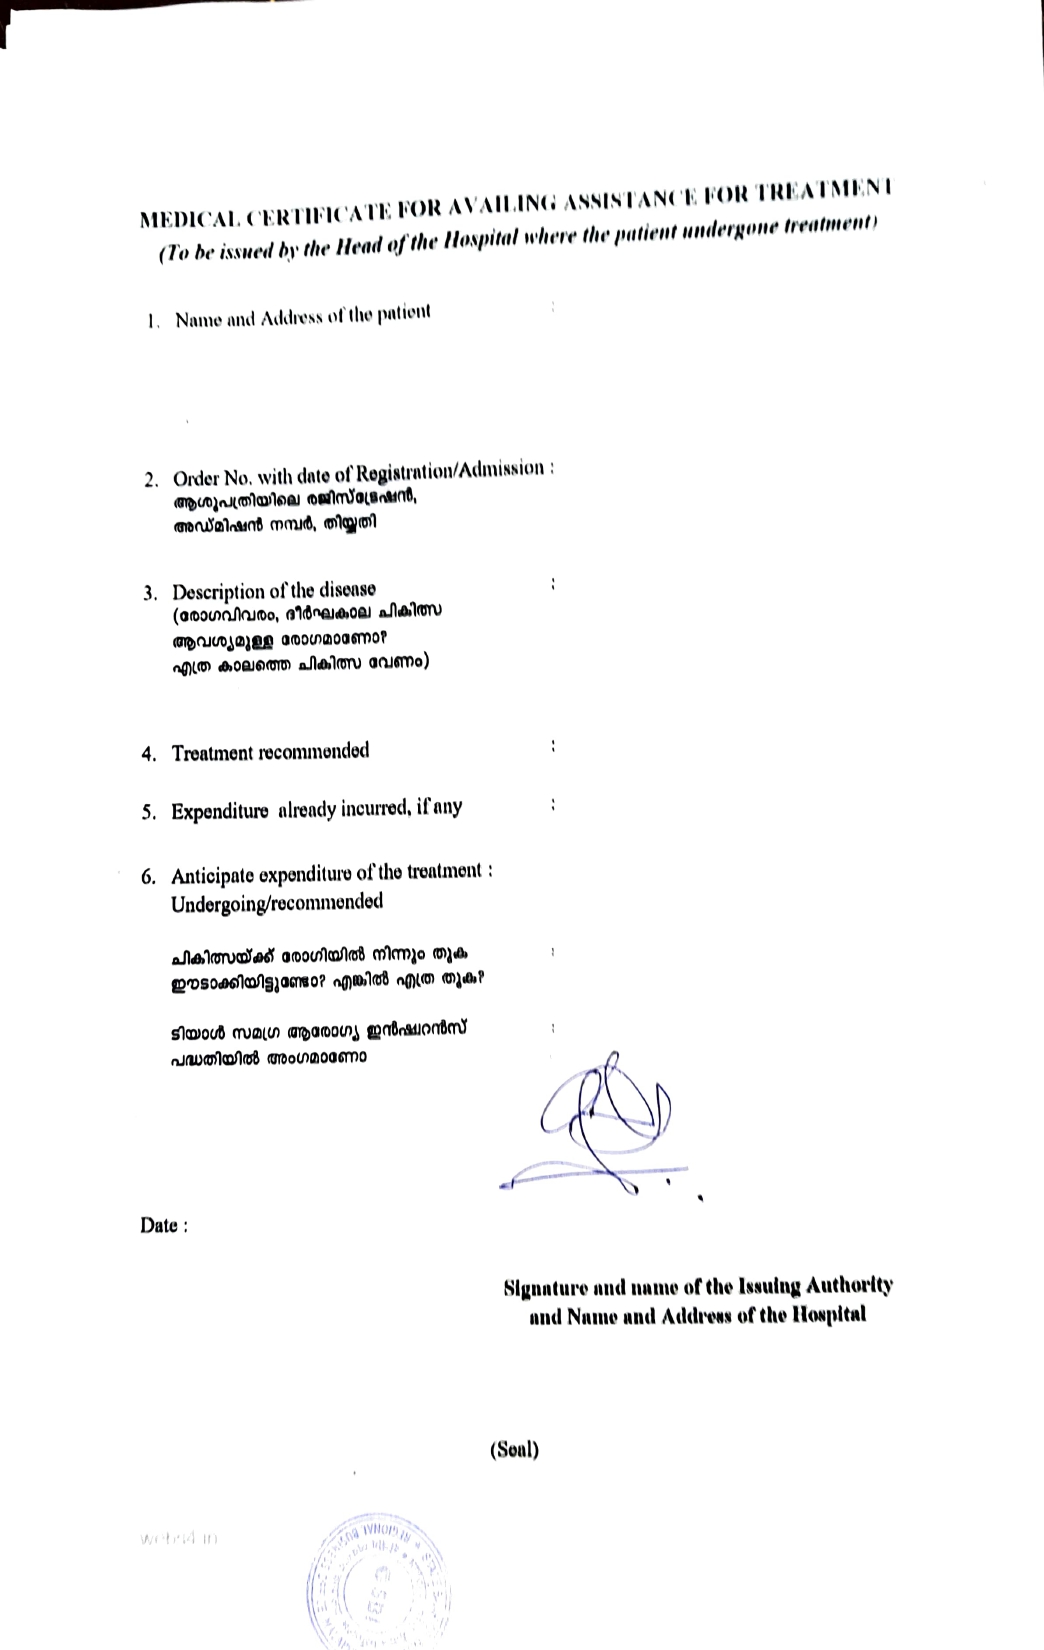 MEDICAL CERTIFICATE FOR AVAILING ASSISTANCE FOR TREATMENT
(To be issued by the Head of the Hospital where the patient undergone treatment)
1. Name and Address of the patient :
2. Order No. with date of Registration/Admission :
ആശുപത്രിയിലെ രജിസ്ട്രേഷൻ,
അഡ്മിഷൻ നമ്പർ, തിയ്യതി
3. Description of the disease :
(രോഗവിവരം, ദീർഘകാല ചികിത്സ
ആവശ്യമുള്ള രോഗമാണോ?
എത്ര കാലത്തെ ചികിത്സ വേണം)
4. Treatment recommended :
5. Expenditure already incurred, if any :
6. Anticipate expenditure of the treatment :
Undergoing/recommended
ചികിത്സയ്ക്ക് രോഗിയിൽ നിന്നും തുക :
ഈടാക്കിയിട്ടുണ്ടോ? എങ്കിൽ എത്ര തുക?
ടിയാൾ സമഗ്ര ആരോഗ്യ ഇൻഷ്വറൻസ് :
പദ്ധതിയിൽ അംഗമാണോ
Date :
Signature and name of the Issuing Authority
and Name and Address of the Hospital
(Seal)
REGIONAL BUSINESS
SBI